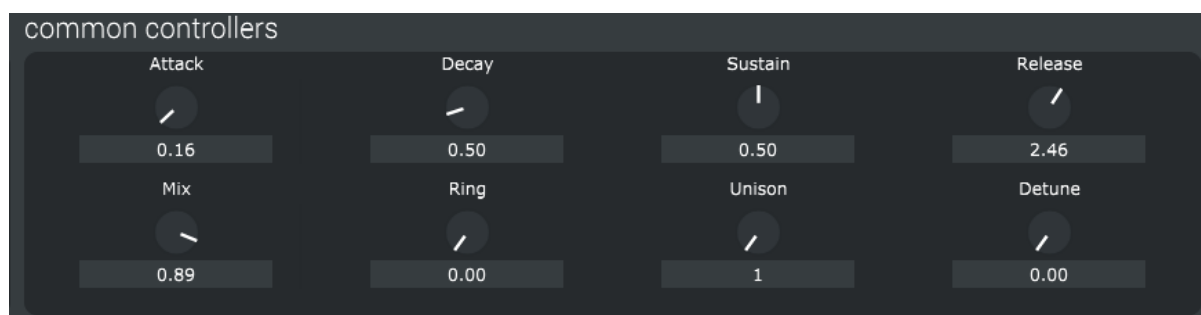 common controllers
Attack Decay Sustain Release
0.16 0.50 0.50 2.46
Mix Ring Unison Detune
0.89 0.00 1 0.00